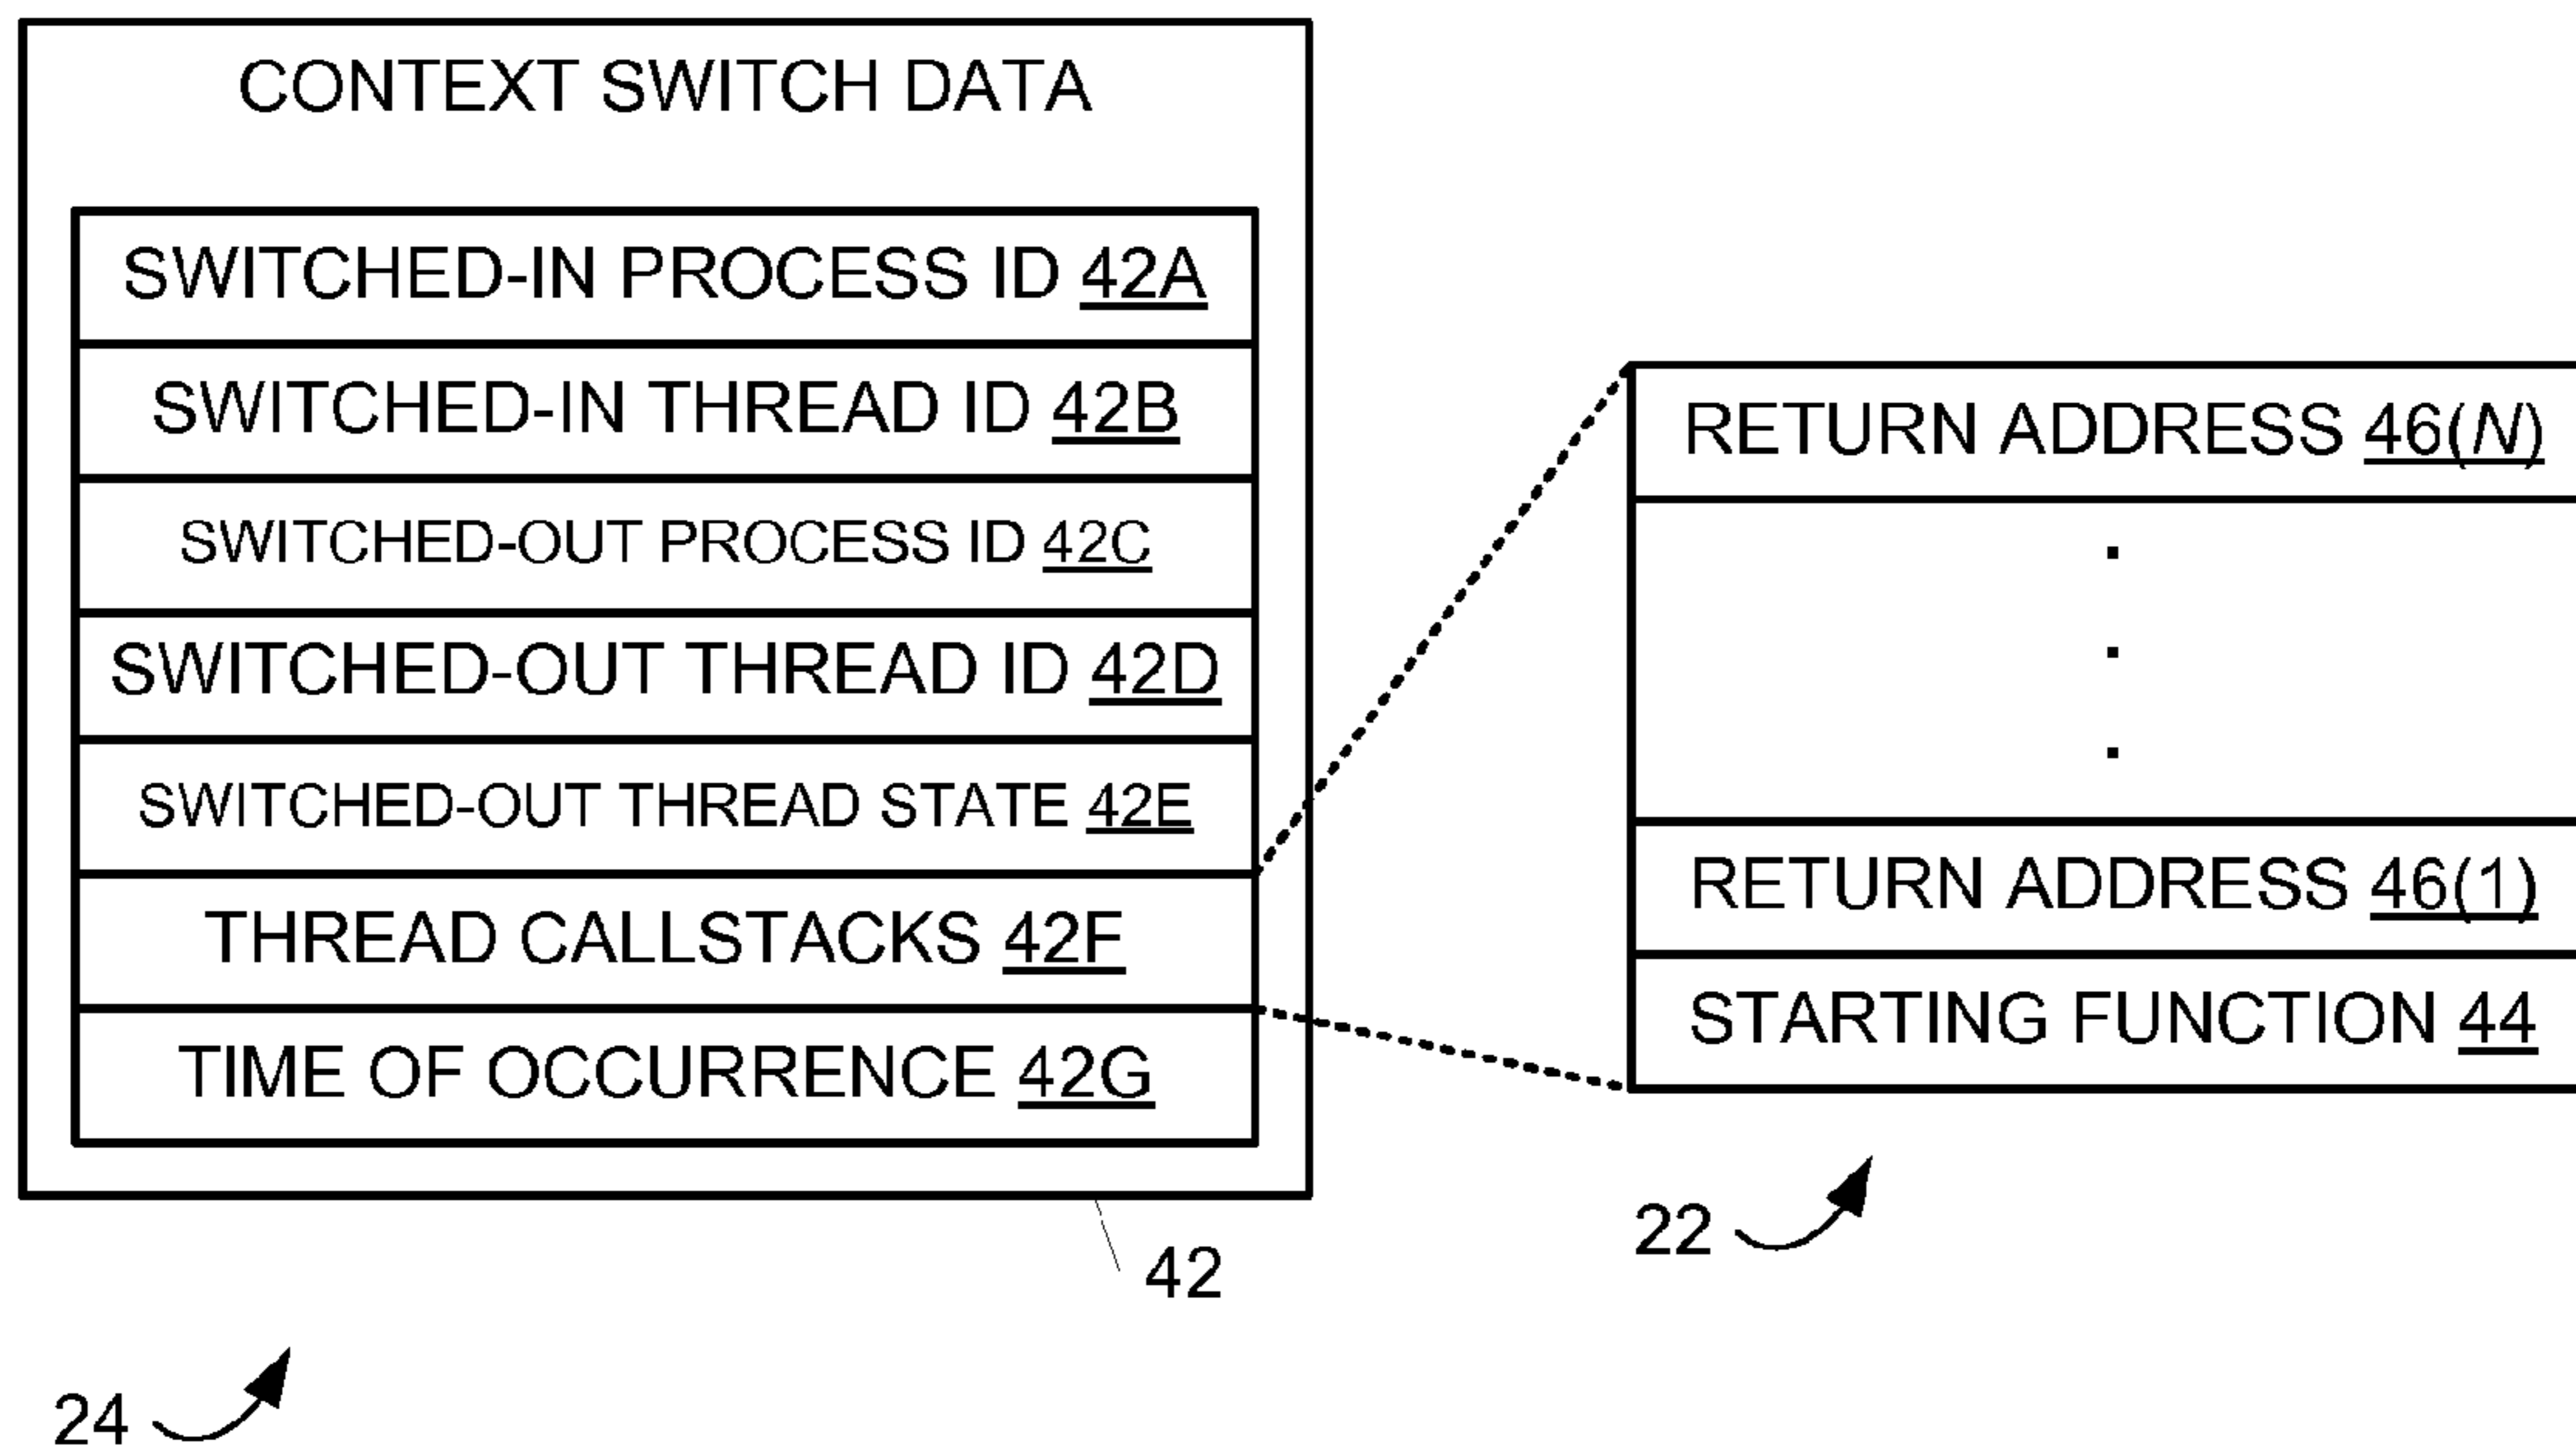 CONTEXT SWITCH DATA
SWITCHED-IN PROCESS ID 42A
SWITCHED-IN THREAD ID 42B
SWITCHED-OUT PROCESS ID 42C
SWITCHED-OUT THREAD ID 42D
SWITCHED-OUT THREAD STATE 42E
THREAD CALLSTACKS 42F
TIME OF OCCURRENCE 42G
42
24
RETURN ADDRESS 46(N)
.
.
.
RETURN ADDRESS 46(1)
STARTING FUNCTION 44
22